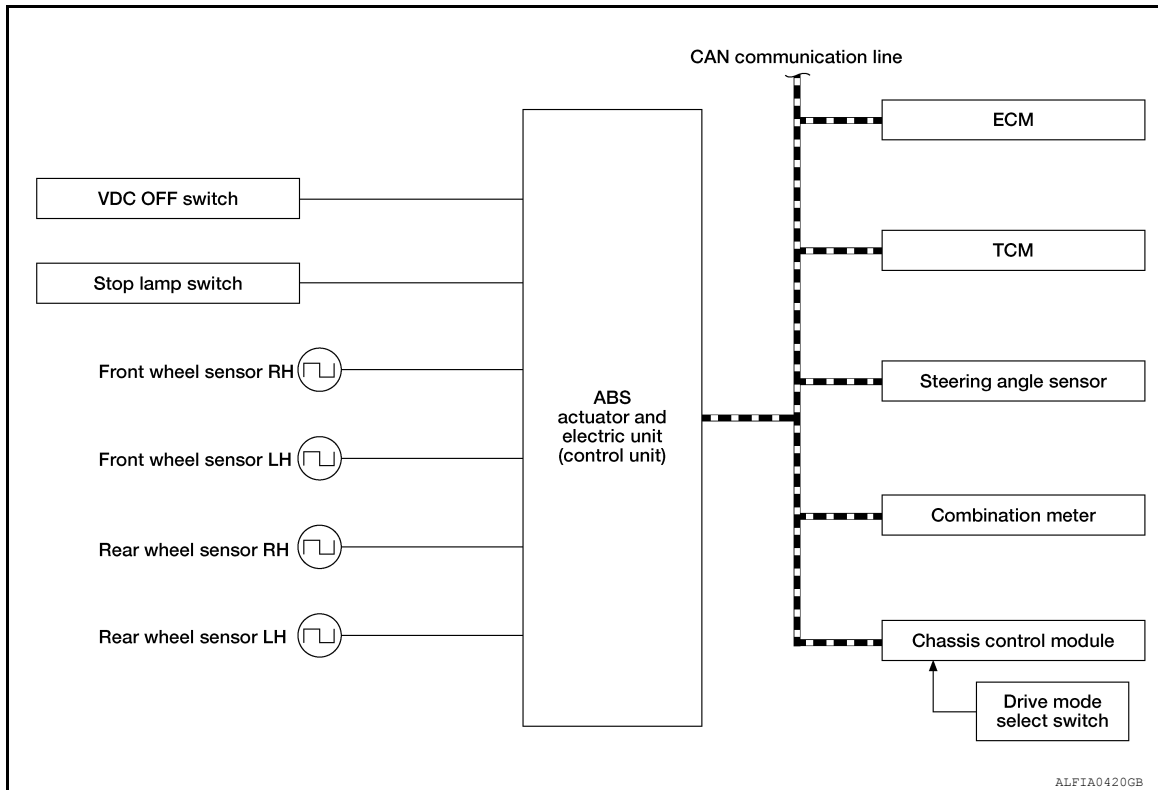 CAN communication line
ECM
VDC OFF switch
TCM
Stop lamp switch
Front wheel sensor RH
Steering angle sensor
ABS
actuator and
electric unit
(control unit)
Front wheel sensor LH
Combination meter
Rear wheel sensor RH
Rear wheel sensor LH
Chassis control module
Drive mode
select switch
ALFIA0420GB